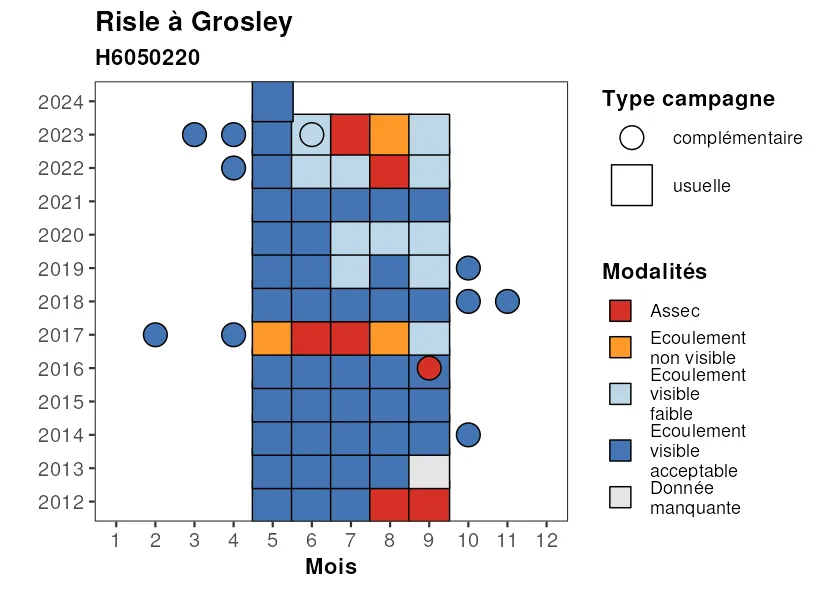 Risle à Grosley
H6050220
2024
2023
2022
2021
2020
2019
2018
2017
2016
2015
2014
2013
2012
1 2 3 4 5 6 7 8 9 10 11 12
Mois
Type campagne
complémentaire
usuelle
Modalités
Assec
Ecoulement
non visible
Ecoulement
visible
faible
Ecoulement
visible
acceptable
Donnée
manquante